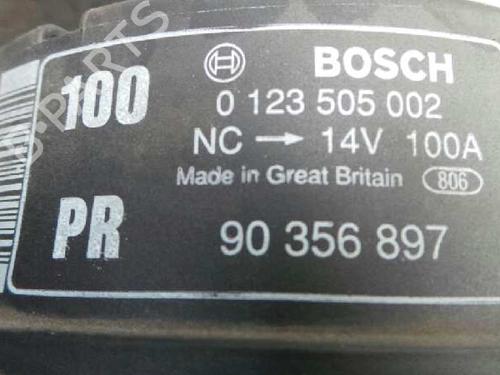 100
PR
BOSCH
0 123 505 002
NC → 14V 100A
Made in Great Britain 806
90 356 897